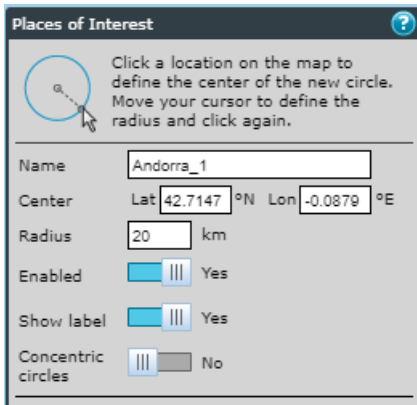 Places of Interest ?
Click a location on the map to
define the center of the new circle.
Move your cursor to define the
radius and click again.
Name Andorra_1
Center Lat 42.7147 ºN Lon -0.0879 ºE
Radius 20 km
Enabled Yes
Show label Yes
Concentric
circles No